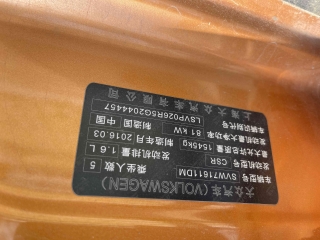 大众汽车(VOLKSWAGEN)
车辆型号 SVW71611DM 乘坐人数 5
发动机型号 CSR 发动机排量 1.6 L
最大允许总质量 1545kg 制造年月 2016.03
发动机最大净功率 81 kW 制造国 中国
车辆识别代号 LSVP026R5G2204457
上海大众汽车有限公司